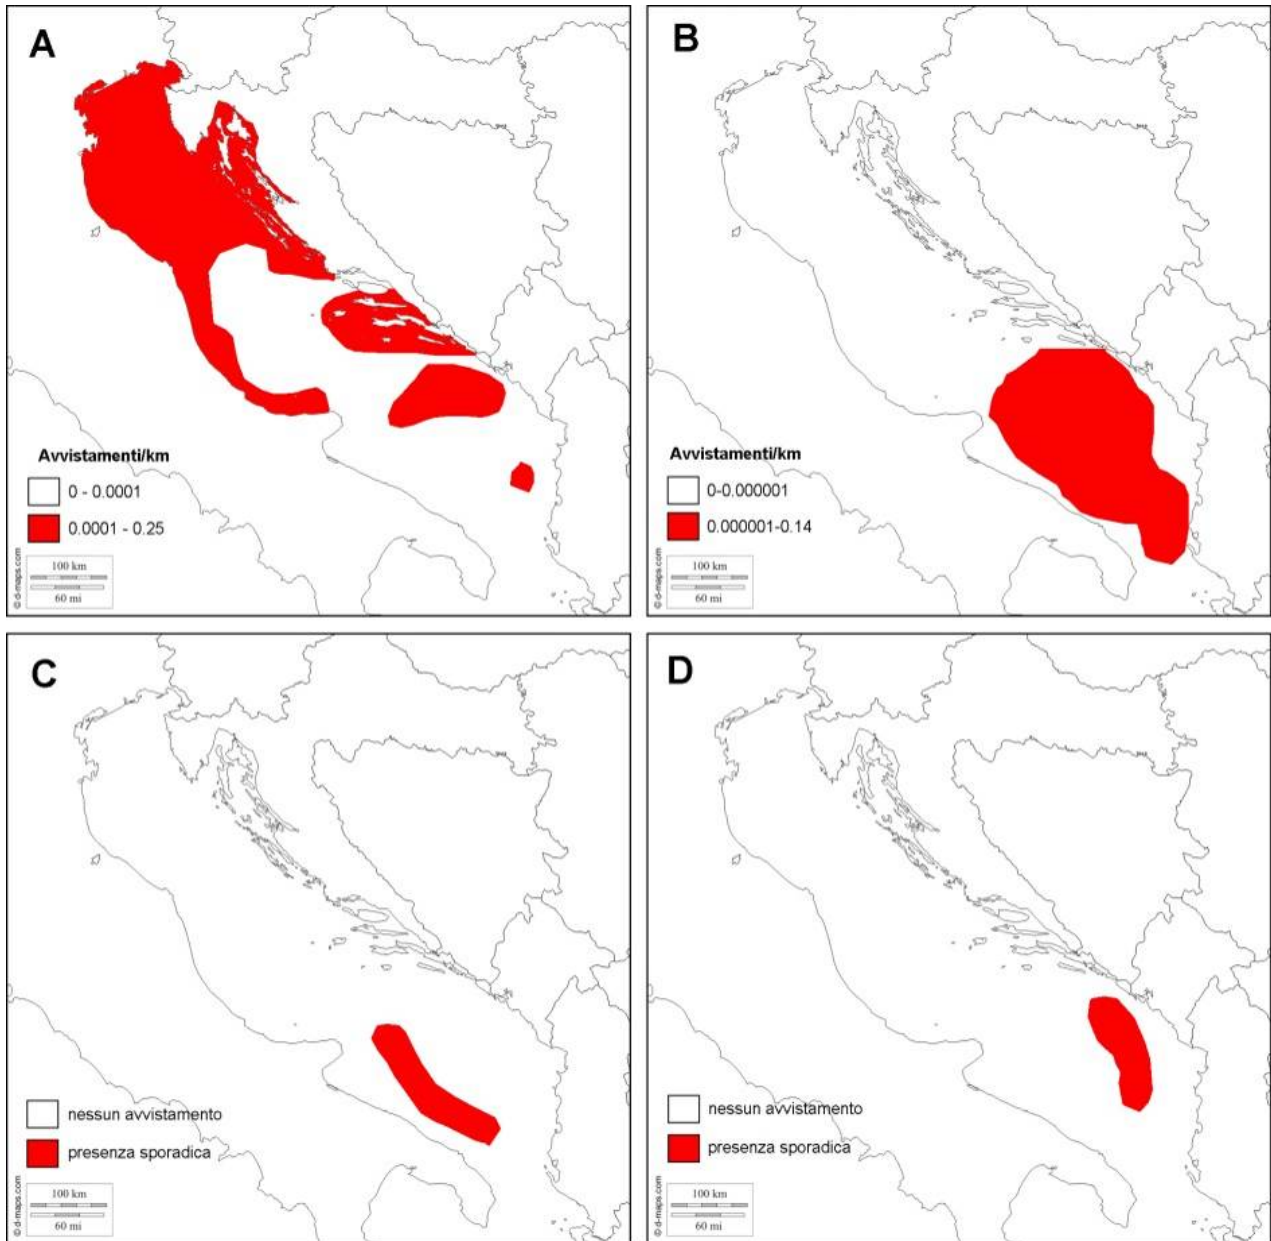 A
Avvistamenti/km
0 - 0.0001
0.0001 - 0.25
100 km
60 mi
© d-maps.com
B
Avvistamenti/km
0-0.000001
0.000001-0.14
100 km
60 mi
© d-maps.com
C
nessun avvistamento
presenza sporadica
100 km
60 mi
© d-maps.com
D
nessun avvistamento
presenza sporadica
100 km
60 mi
© d-maps.com